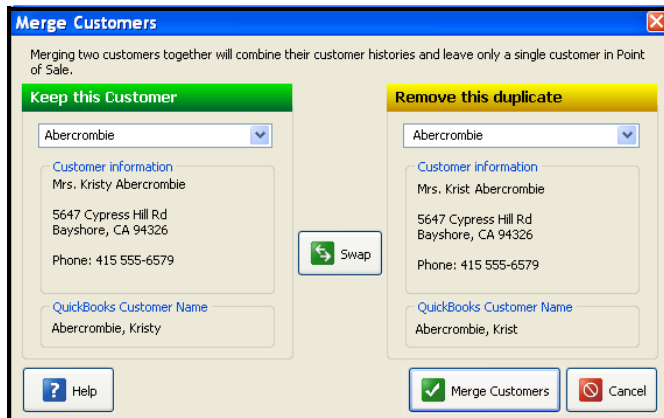 Merge Customers
Merging two customers together will combine their customer histories and leave only a single customer in Point
of Sale.
Keep this Customer
Abercrombie
Customer information
Mrs. Kristy Abercrombie
5647 Cypress Hill Rd
Bayshore, CA 94326
Phone: 415 555-6579
QuickBooks Customer Name
Abercrombie, Kristy
Swap
Remove this duplicate
Abercrombie
Customer information
Mrs. Krist Abercrombie
5647 Cypress Hill Rd
Bayshore, CA 94326
Phone: 415 555-6579
QuickBooks Customer Name
Abercrombie, Krist
? Help
Merge Customers
Cancel